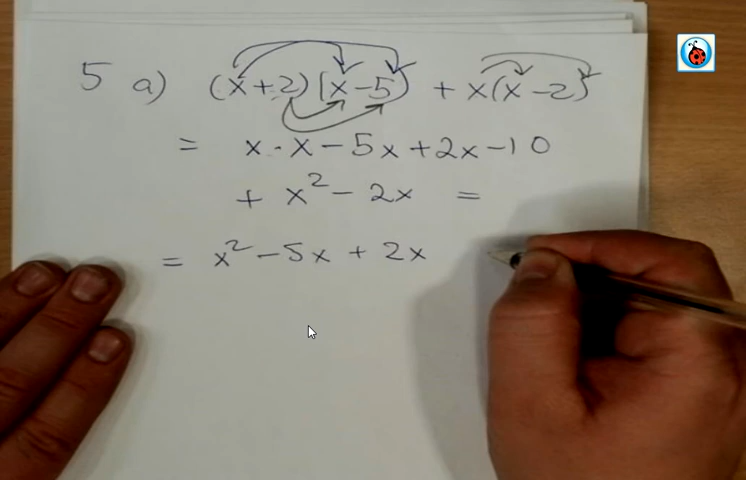 5 a) (x+2)(x-5) + x(x-2)
= x·x-5x+2x-10
+ x² - 2x =
= x² -5x + 2x